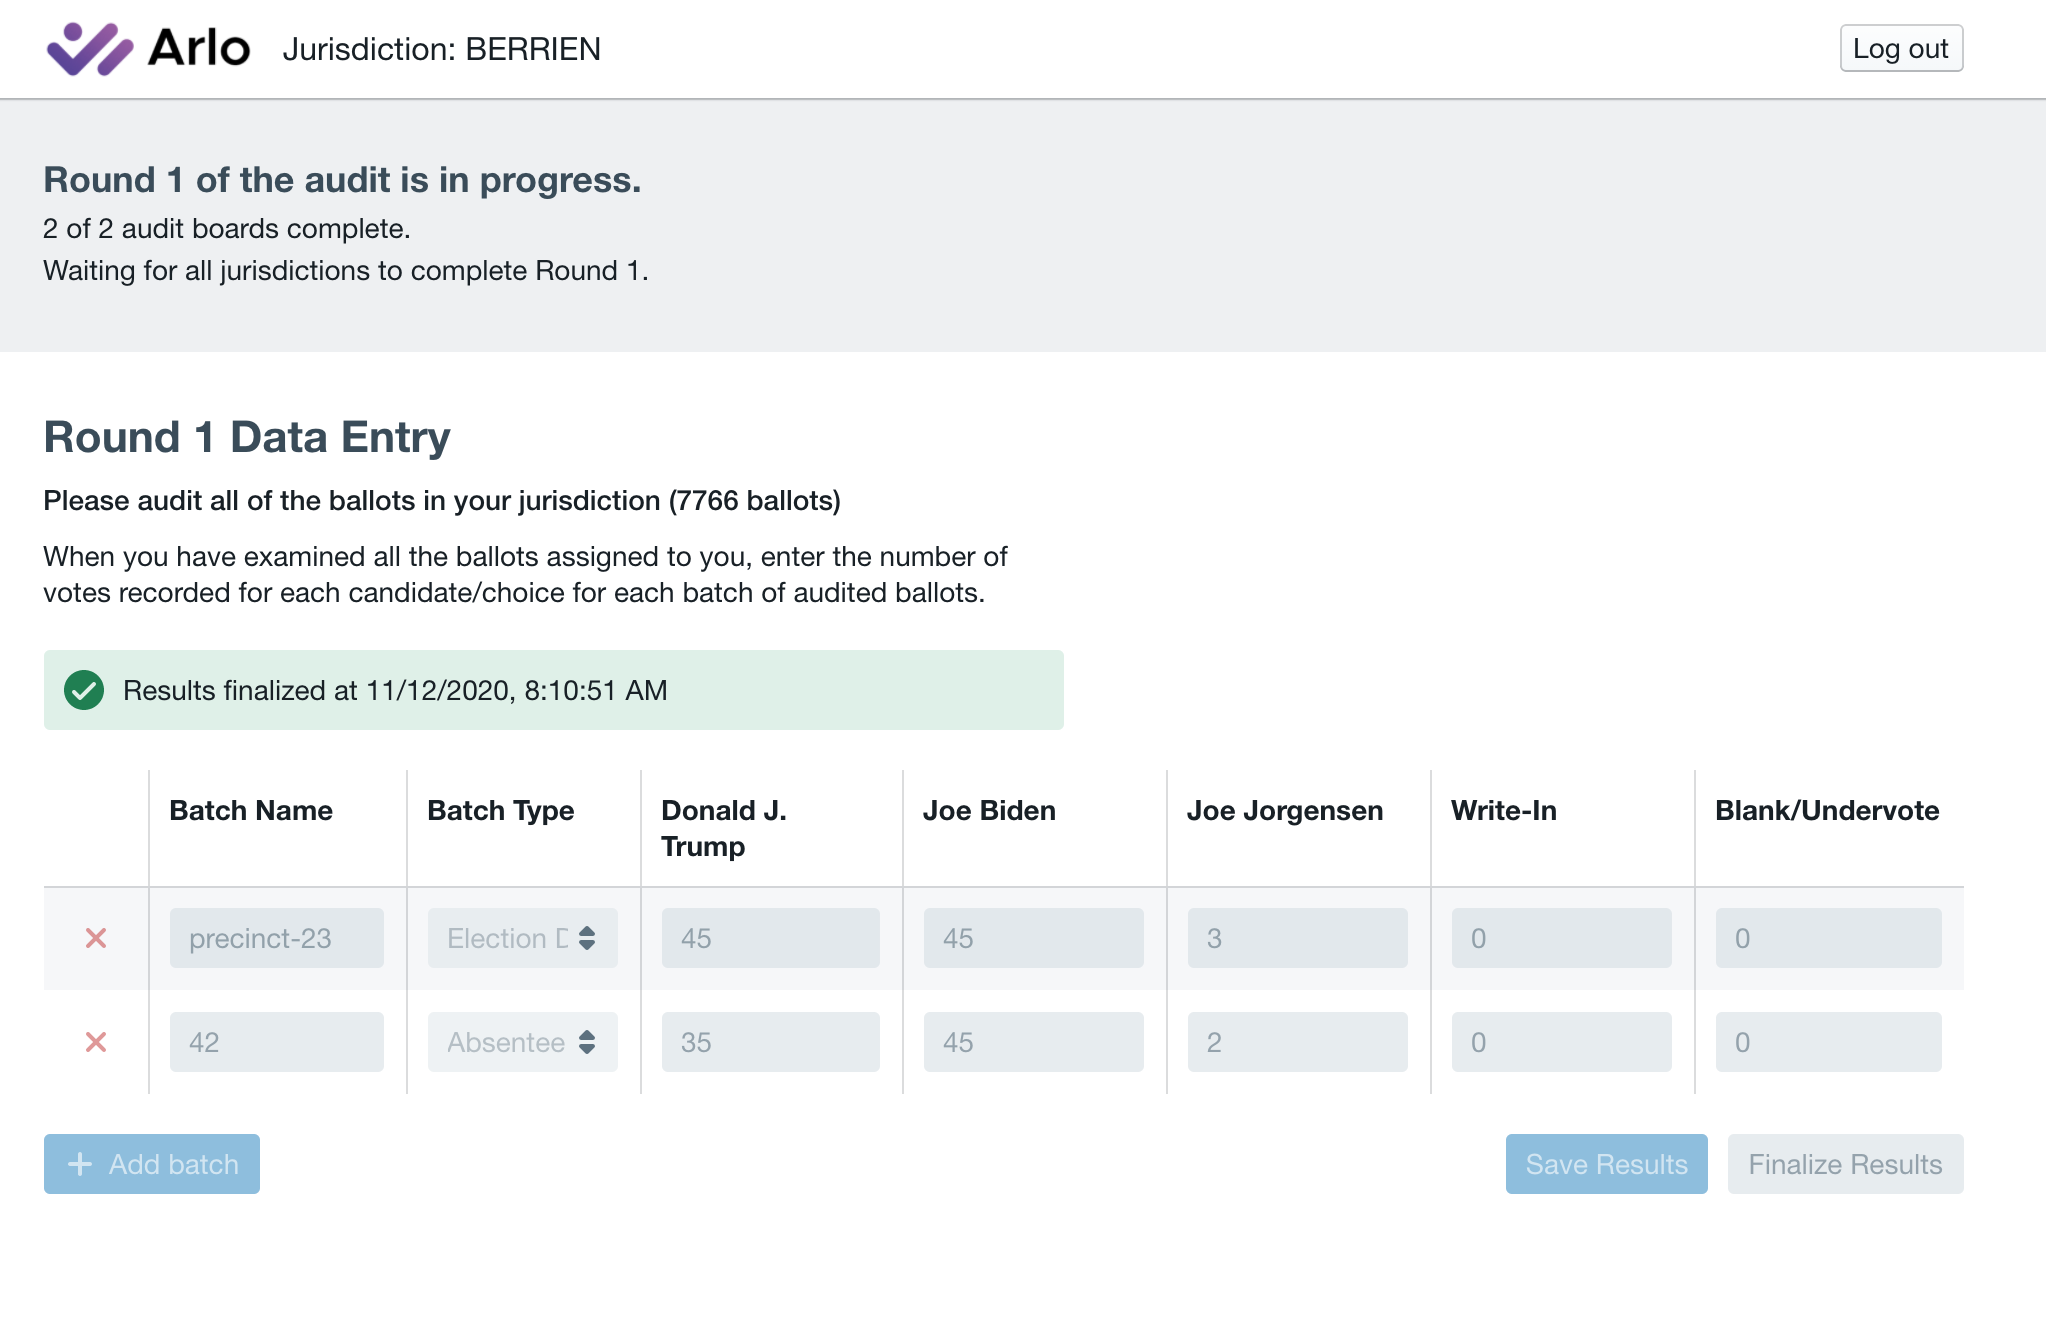 Arlo Jurisdiction: BERRIEN Log out
Round 1 of the audit is in progress.
2 of 2 audit boards complete.
Waiting for all jurisdictions to complete Round 1.
Round 1 Data Entry
Please audit all of the ballots in your jurisdiction (7766 ballots)
When you have examined all the ballots assigned to you, enter the number of
votes recorded for each candidate/choice for each batch of audited ballots.
Results finalized at 11/12/2020, 8:10:51 AM
Batch Name Batch Type Donald J. Joe Biden Joe Jorgensen Write-In Blank/Undervote
Trump
precinct-23 Election 45 45 3 0 0
42 Absentee 35 45 2 0 0
+ Add batch Save Results Finalize Results